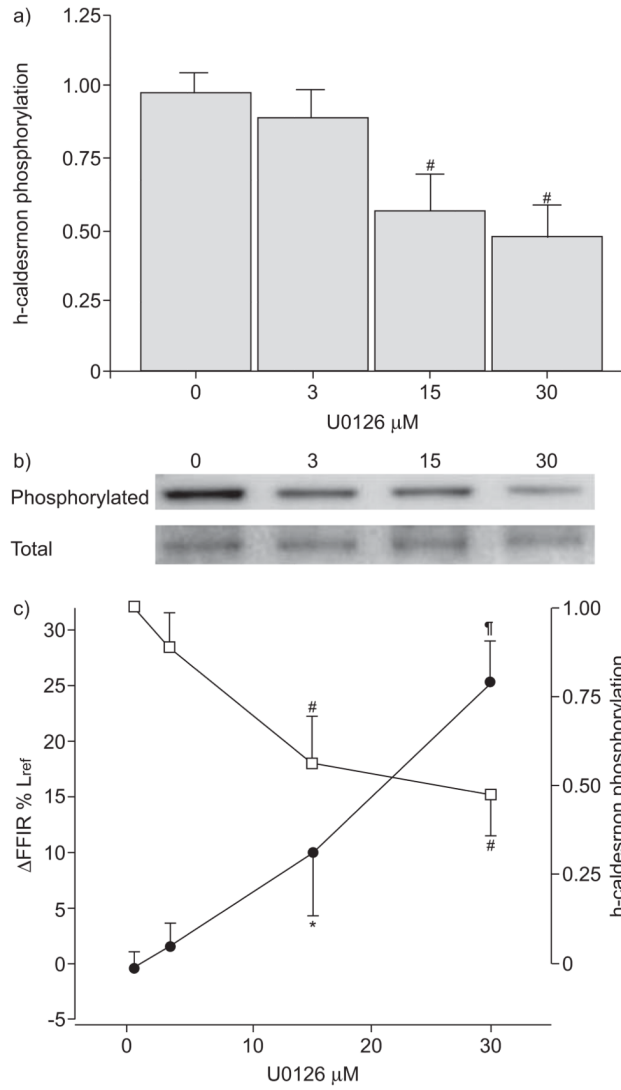 a)
1.25
1.00
0.75
0.50
0.25
0
h-caldesmon phosphorylation
#
#
0 3 15 30
U0126 μM
b)
0 3 15 30
Phosphorylated
Total
c)
30
25
20
15
10
5
0
-5
ΔFFIR % Lref
1.00
0.75
0.50
0.25
0
h-caldesmon phosphorylation
¶
#
#
*
0 10 20 30
U0126 μM